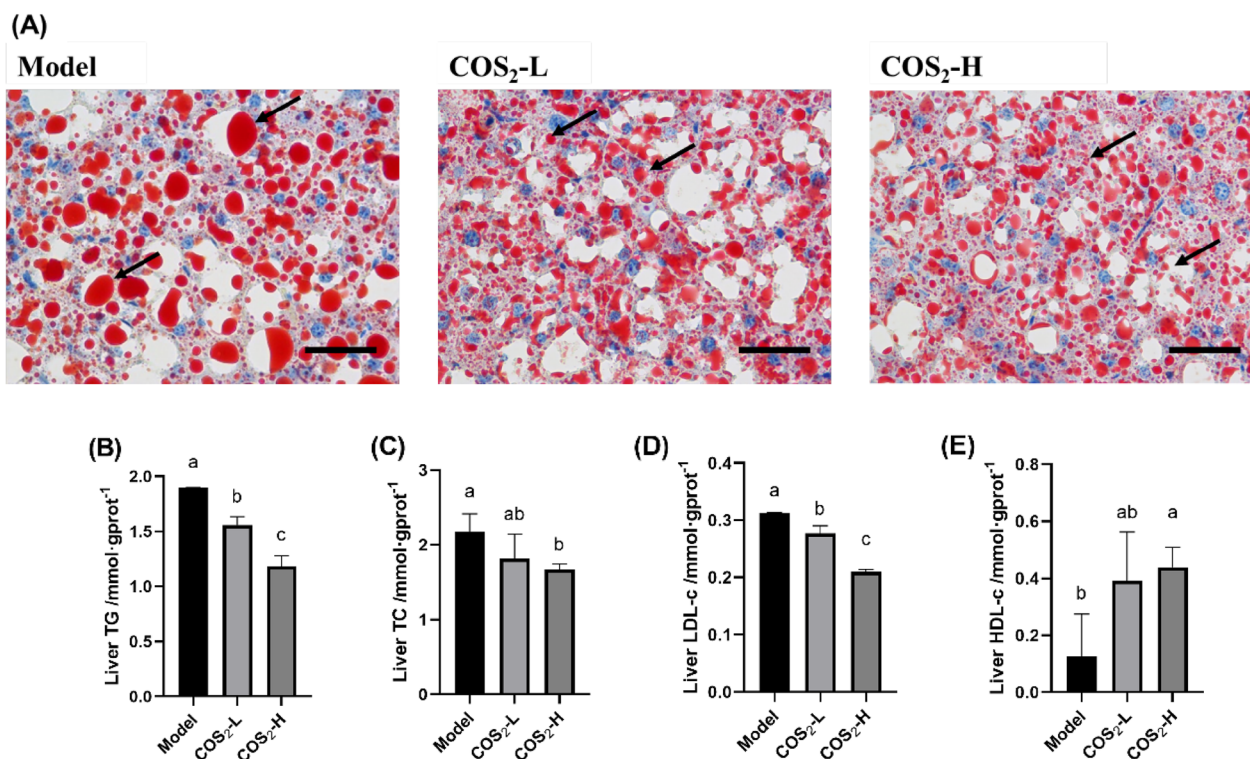 (A)
Model
COS₂-L
COS₂-H
(B)
Liver TG /mmol·gprot⁻¹
2.0
1.5
1.0
0.5
0.0
a
b
c
Model
COS₂-L
COS₂-H
(C)
Liver TC /mmol·gprot⁻¹
3
2
1
0
a
ab
b
Model
COS₂-L
COS₂-H
(D)
Liver LDL-c /mmol·gprot⁻¹
0.4
0.3
0.2
0.1
0.0
a
b
c
Model
COS₂-L
COS₂-H
(E)
Liver HDL-c /mmol·gprot⁻¹
0.8
0.6
0.4
0.2
0.0
b
ab
a
Model
COS₂-L
COS₂-H